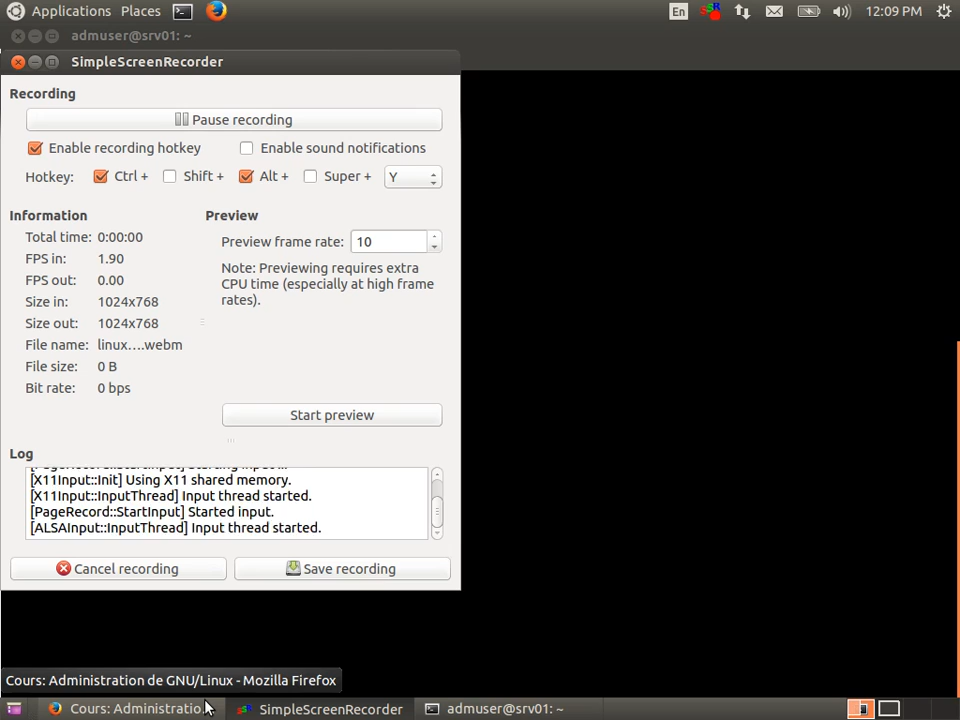 Applications Places
En SSR 12:09 PM
admuser@srv01: ~
SimpleScreenRecorder
Recording
Pause recording
Enable recording hotkey Enable sound notifications
Hotkey: Ctrl + Shift + Alt + Super + Y
Information Preview
Total time: 0:00:00
Preview frame rate: 10
FPS in: 1.90
FPS out: 0.00
Size in: 1024x768
Size out: 1024x768
File name: linux....webm
File size: 0 B
Bit rate: 0 bps
Note: Previewing requires extra
CPU time (especially at high frame
rates).
Start preview
Log
[PageRecord::StartInput] Starting input ...
[X11Input::Init] Using X11 shared memory.
[X11Input::InputThread] Input thread started.
[PageRecord::StartInput] Started input.
[ALSAInput::InputThread] Input thread started.
Cancel recording Save recording
Cours: Administration de GNU/Linux - Mozilla Firefox
Cours: Administratio... SimpleScreenRecorder admuser@srv01: ~